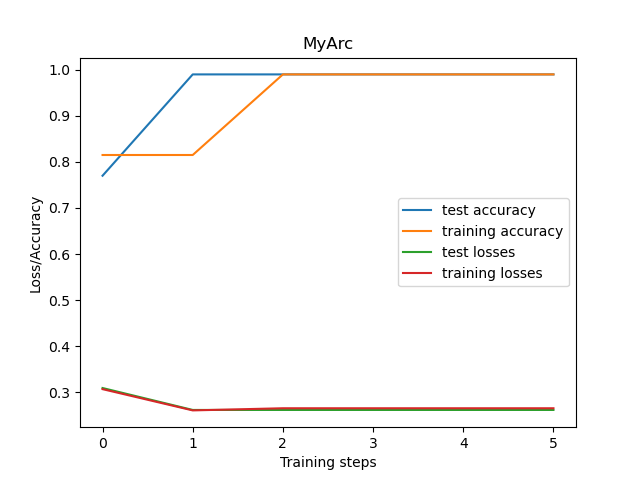 MyArc
1.0
0.9
0.8
0.7
0.6
0.5
0.4
0.3
Loss/Accuracy
test accuracy
training accuracy
test losses
training losses
0 1 2 3 4 5
Training steps